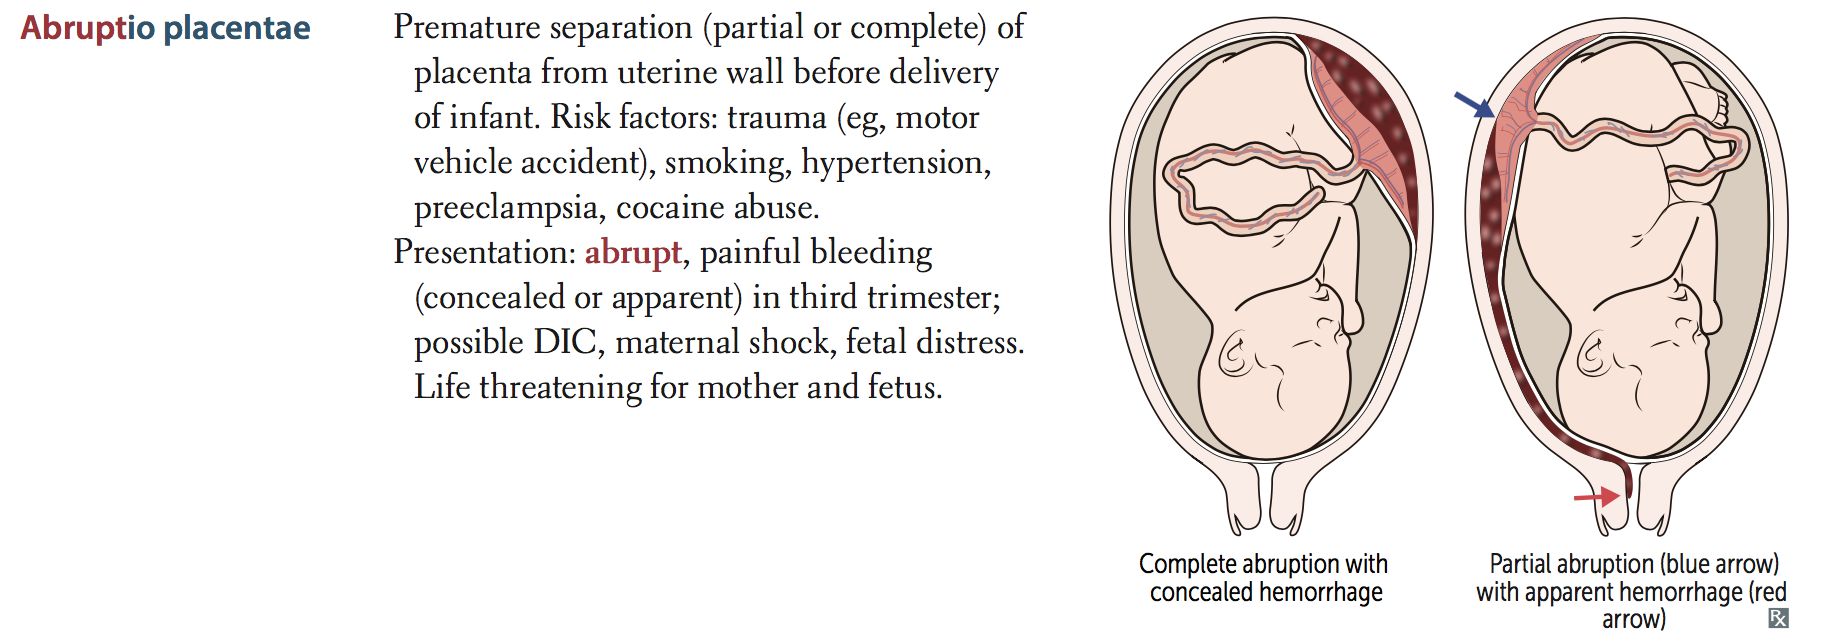 Abruptio placentae
Premature separation (partial or complete) of
placenta from uterine wall before delivery
of infant. Risk factors: trauma (eg, motor
vehicle accident), smoking, hypertension,
preeclampsia, cocaine abuse.
Presentation: abrupt, painful bleeding
(concealed or apparent) in third trimester;
possible DIC, maternal shock, fetal distress.
Life threatening for mother and fetus.
Complete abruption with
concealed hemorrhage
Partial abruption (blue arrow)
with apparent hemorrhage (red
arrow)
Rx